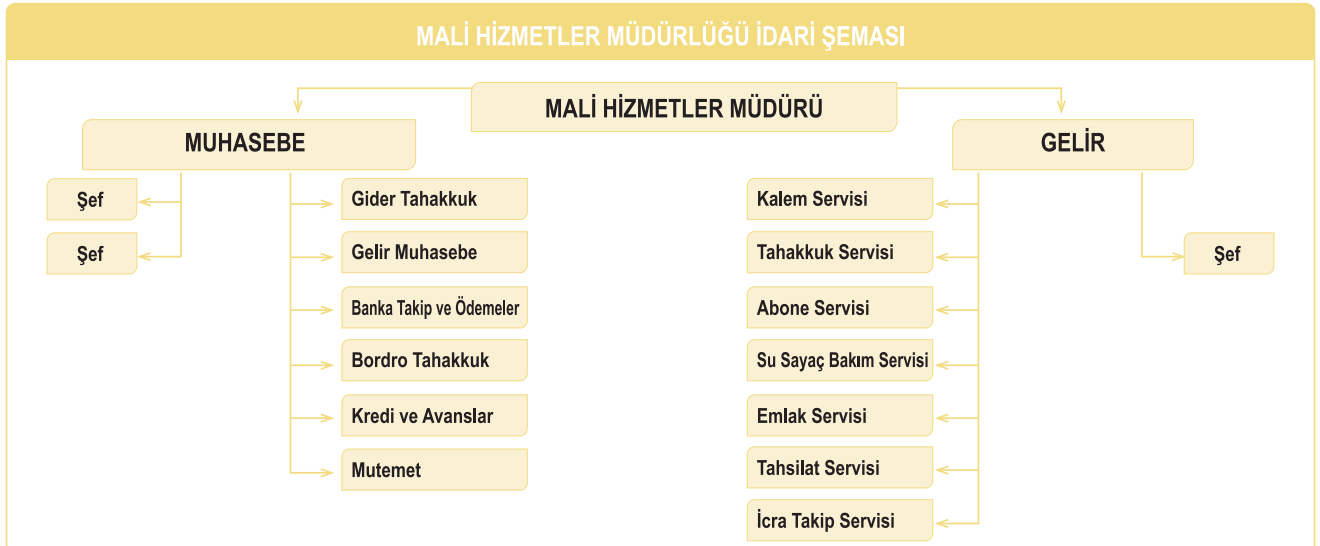 MALİ HİZMETLER MÜDÜRLÜĞÜ İDARİ ŞEMASI
MALİ HİZMETLER MÜDÜRÜ
MUHASEBE
Şef
Şef
Gider Tahakkuk
Gelir Muhasebe
Banka Takip ve Ödemeler
Bordro Tahakkuk
Kredi ve Avanslar
Mutemet
GELİR
Kalem Servisi
Tahakkuk Servisi
Abone Servisi
Su Sayaç Bakım Servisi
Emlak Servisi
Tahsilat Servisi
İcra Takip Servisi
Şef